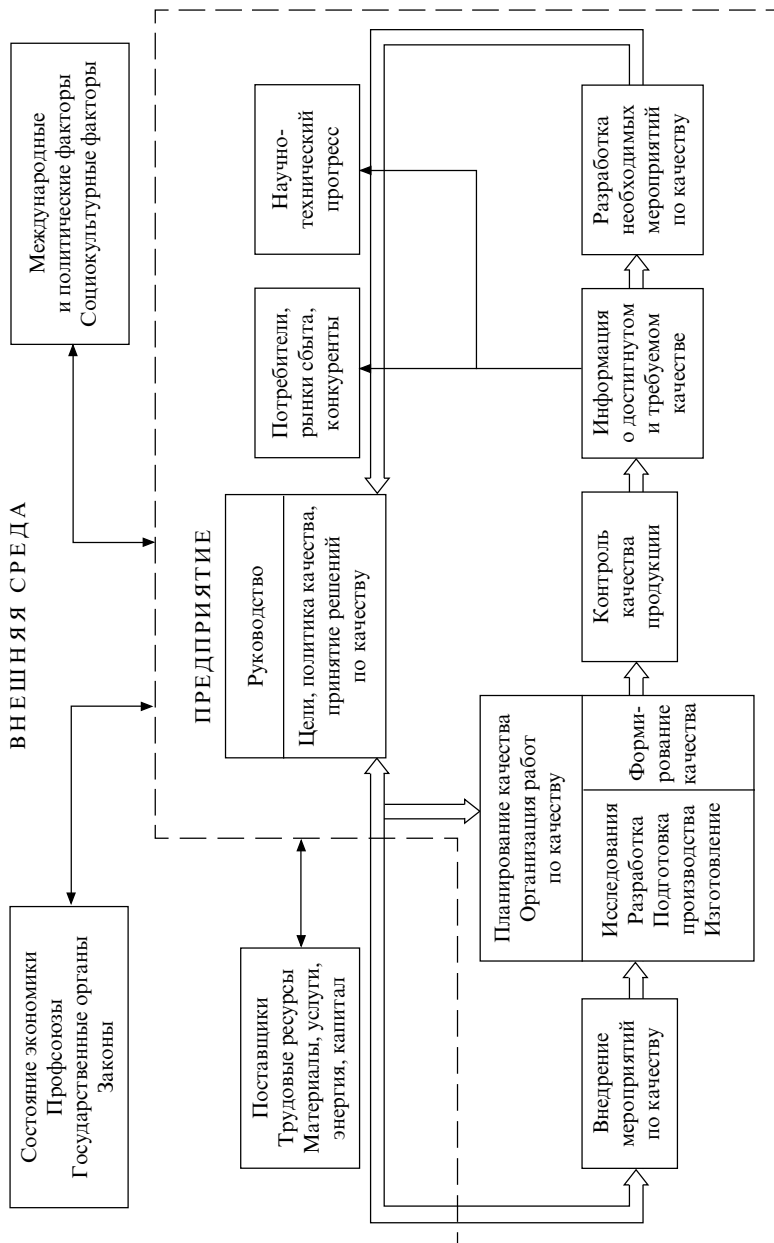 ВНЕШНЯЯ СРЕДА
Состояние экономики
Профсоюзы
Государственные органы
Законы
Международные
и политические факторы
Социокультурные факторы
ПРЕДПРИЯТИЕ
Поставщики
Трудовые ресурсы
Материалы, услуги,
энергия, капитал
Руководство
Цели, политика качества,
принятие решений
по качеству
Потребители,
рынки сбыта,
конкуренты
Научно-
технический
прогресс
Внедрение
мероприятий
по качеству
Планирование качества
Организация работ
по качеству
Исследования
Разработка
Подготовка
производства
Изготовление
Форми-
рование
качества
Контроль
качества
продукции
Информация
о достигнутом
и требуемом
качестве
Разработка
необходимых
мероприятий
по качеству